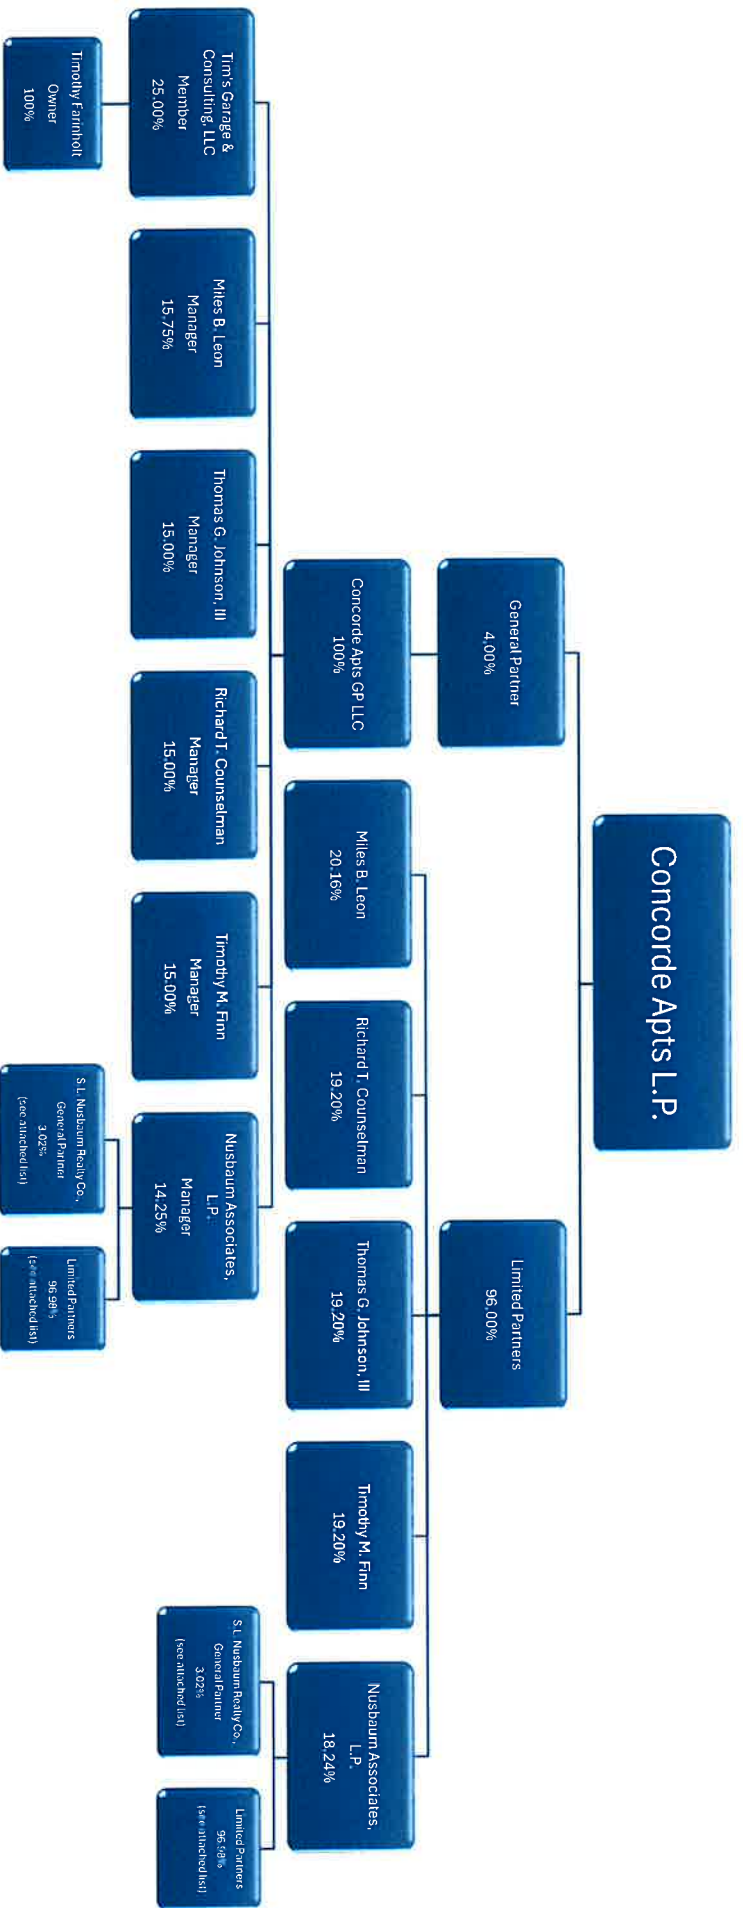 Concorde Apts L.P.
General Partner
4.00%
Limited Partners
96.00%
Concorde Apts GP LLC
100%
Miles B. Leon
20.16%
Richard T. Counselman
19.20%
Thomas G. Johnson, III
19.20%
Timothy M. Finn
19.20%
Nusbaum Associates,
L.P.
18.24%
Tim's Garage &
Consulting, LLC
Member
25.00%
Miles B. Leon
Manager
15.75%
Thomas G. Johnson, III
Manager
15.00%
Richard T. Counselman
Manager
15.00%
Timothy M. Finn
Manager
15.00%
Nusbaum Associates,
L.P.
Manager
14.25%
S.L. Nusbaum Realty Co.,
General Partner
3.02%
(see attached list)
Limited Partners
96.98%
(see attached list)
Timothy Farinholt
Owner
100%
S.L. Nusbaum Realty Co.,
General Partner
3.02%
(see attached list)
Limited Partners
96.98%
(see attached list)